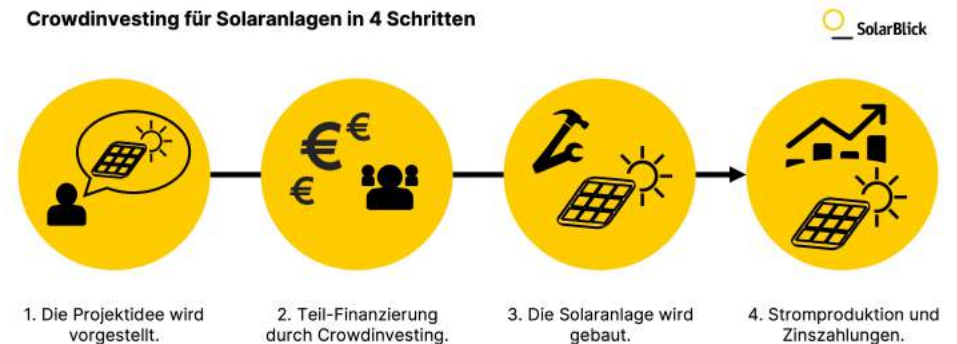 Crowdinvesting für Solaranlagen in 4 Schritten
SolarBlick
€ € €
1. Die Projektidee wird
vorgestellt.
2. Teil-Finanzierung
durch Crowdinvesting.
3. Die Solaranlage wird
gebaut.
4. Stromproduktion und
Zinszahlungen.